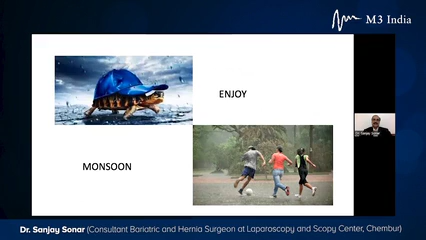 M3 India
ENJOY
MONSOON
Dr. Sanjay Sonar (Consultant Bariatric and Hernia Surgeon at Laparoscopy and Scopy Center, Chembur)